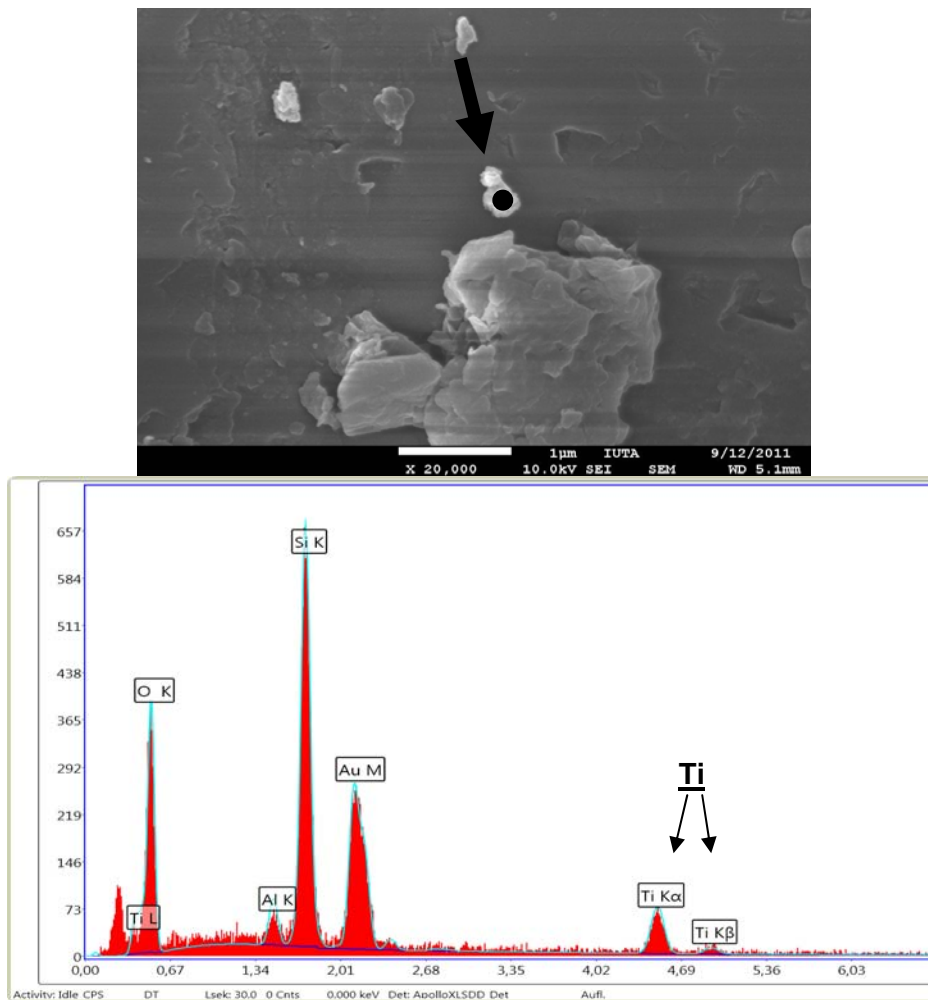 1µm IUTA 9/12/2011
X 20,000 10.0kV SEI SEM WD 5.1mm
657
584
511
438
365
292
219
146
73
0
Si K
O K
Au M
Ti
Ti Kα
Al K
Ti L
Ti Kβ
0,00 0,67 1,34 2,01 2,68 3,35 4,02 4,69 5,36 6,03
Activity: Idle CPS DT Lsek: 30.0 0 Cnts 0.000 keV Det: ApolloXLSDD Det Aufl.